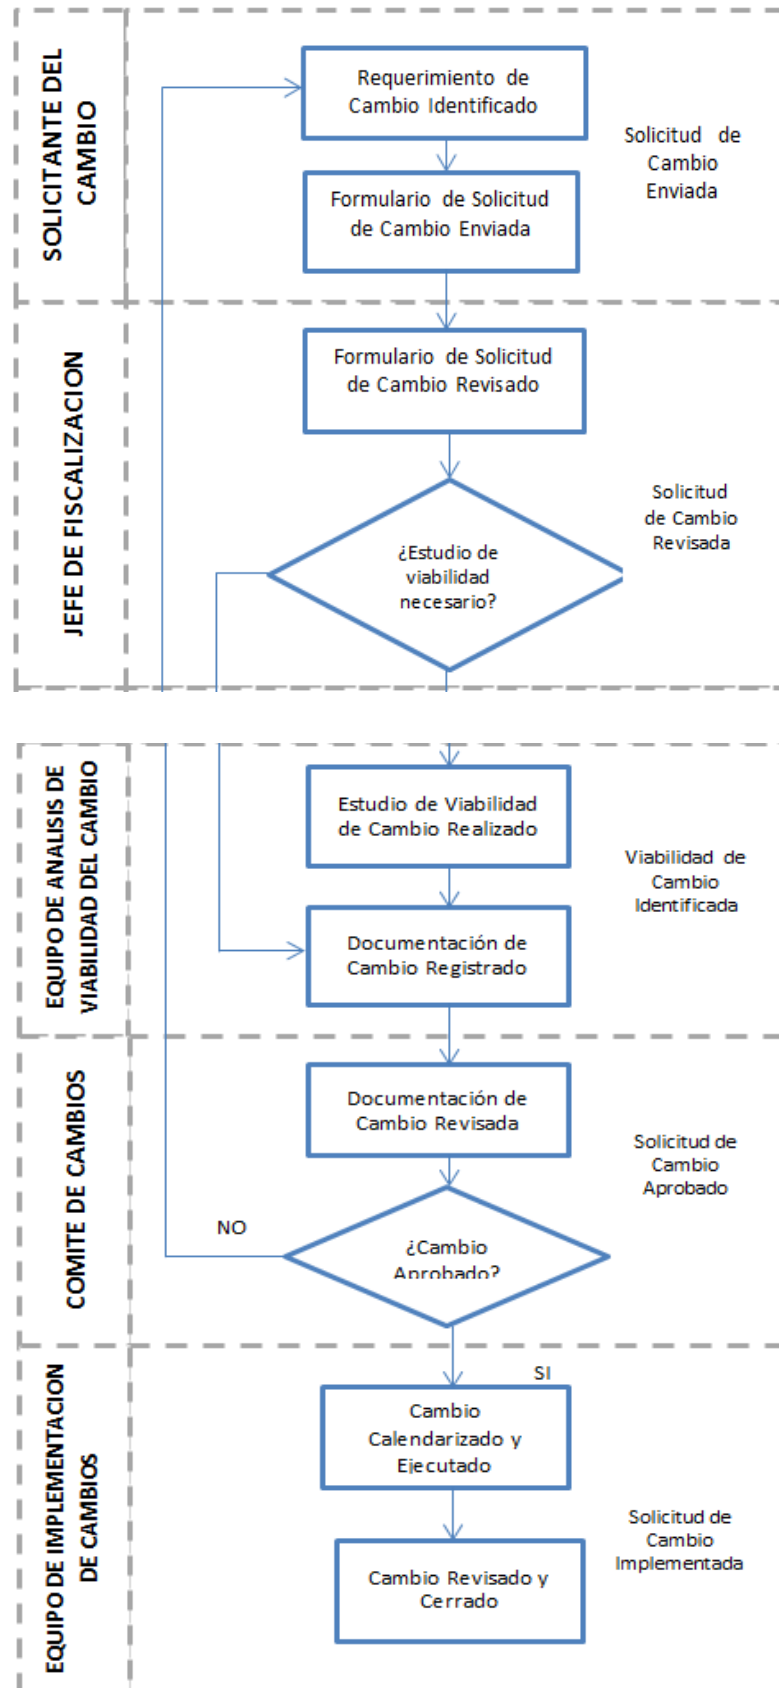 SOLICITANTE DEL
CAMBIO
Requerimiento de
Cambio Identificado
Formulario de Solicitud
de Cambio Enviada
Solicitud de
Cambio
Enviada
JEFE DE FISCALIZACION
Formulario de Solicitud
de Cambio Revisado
¿Estudio de
viabilidad
necesario?
Solicitud
de Cambio
Revisada
EQUIPO DE ANALISIS DE
VIABILIDAD DEL CAMBIO
Estudio de Viabilidad
de Cambio Realizado
Documentación de
Cambio Registrado
Viabilidad de
Cambio
Identificada
COMITE DE CAMBIOS
Documentación de
Cambio Revisada
NO
¿Cambio
Aprobado?
Solicitud de
Cambio
Aprobado
EQUIPO DE IMPLEMENTACION
DE CAMBIOS
SI
Cambio
Calendarizado y
Ejecutado
Cambio Revisado y
Cerrado
Solicitud de
Cambio
Implementada